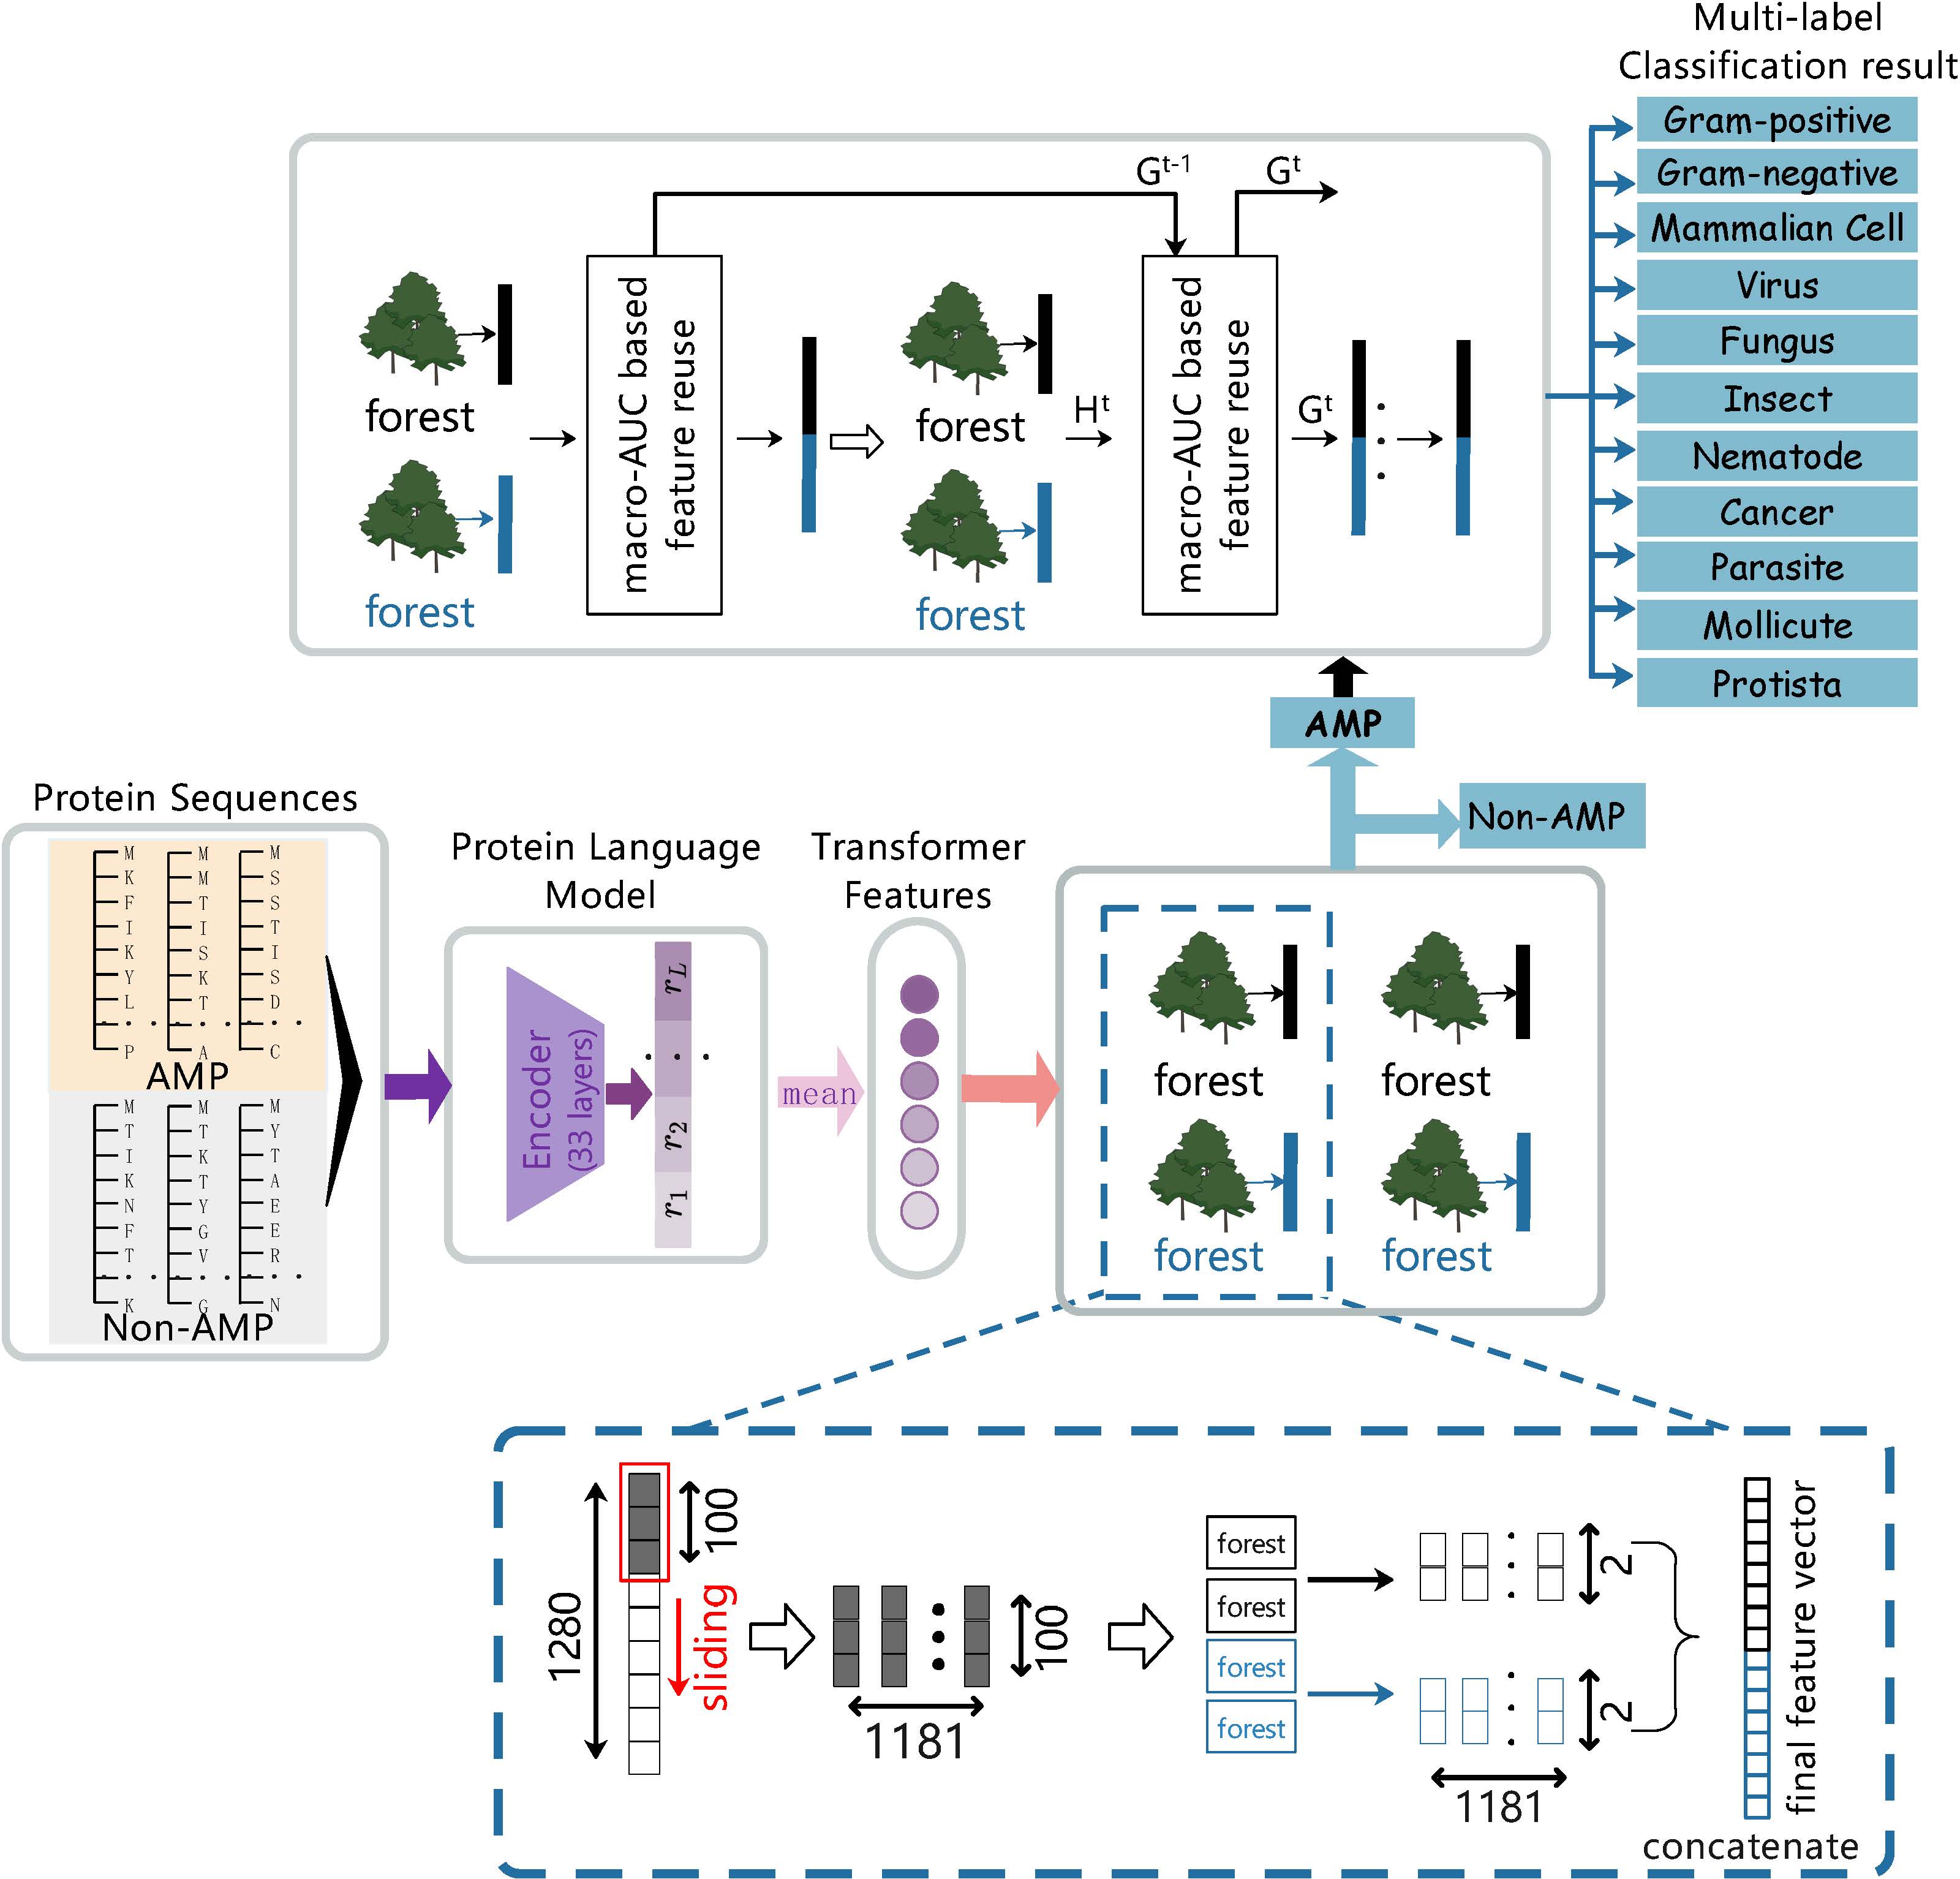 Multi-label
Classification result
Gram-positive
Gram-negative
Mammalian Cell
Virus
Fungus
Insect
Nematode
Cancer
Parasite
Mollicute
Protista
G^t-1
G^t
forest
forest
macro-AUC based
feature reuse
forest
forest
H^t
macro-AUC based
feature reuse
G^t
AMP
Non-AMP
Protein Sequences
M K F I K Y L P
M M T I S K T A
M S S T I S D C
AMP
M T I K N F T K
M T K T Y G V G
M Y T A E E R N
Non-AMP
Protein Language
Model
Encoder
(33 layers)
r_L
r_2
r_1
mean
Transformer
Features
forest
forest
forest
forest
1280
100
sliding
100
1181
forest
forest
forest
forest
2
2
1181
final feature vector
concatenate